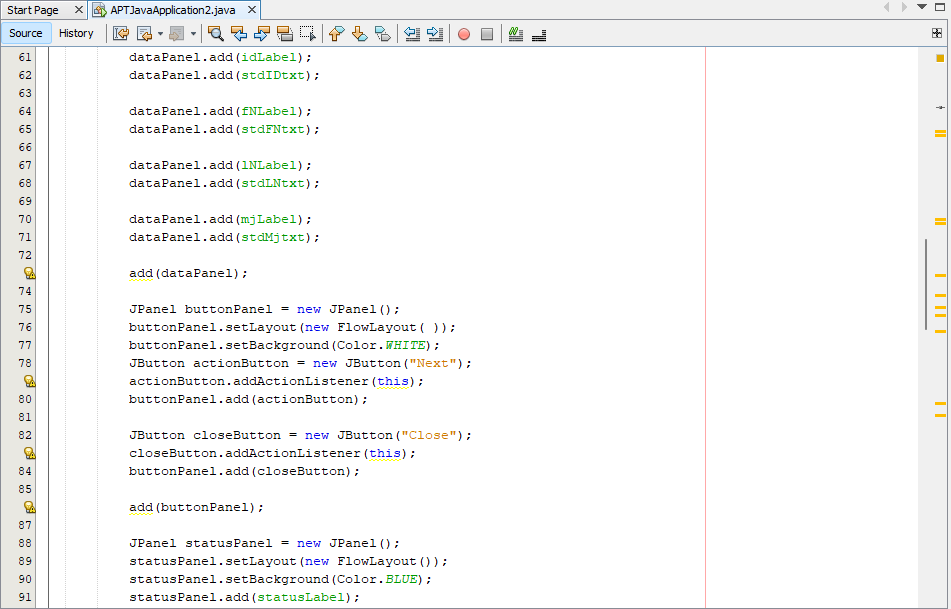 Start Page
APTJavaApplication2.java
Source History
61 dataPanel.add(idLabel);
62 dataPanel.add(stdIDtxt);
63
64 dataPanel.add(fNLabel);
65 dataPanel.add(stdFNtxt);
66
67 dataPanel.add(lNLabel);
68 dataPanel.add(stdLNtxt);
69
70 dataPanel.add(mjLabel);
71 dataPanel.add(stdMjtxt);
72
add(dataPanel);
74
75 JPanel buttonPanel = new JPanel();
76 buttonPanel.setLayout(new FlowLayout( ));
77 buttonPanel.setBackground(Color.WHITE);
78 JButton actionButton = new JButton("Next");
actionButton.addActionListener(this);
80 buttonPanel.add(actionButton);
81
82 JButton closeButton = new JButton("Close");
closeButton.addActionListener(this);
84 buttonPanel.add(closeButton);
85
add(buttonPanel);
87
88 JPanel statusPanel = new JPanel();
89 statusPanel.setLayout(new FlowLayout());
90 statusPanel.setBackground(Color.BLUE);
91 statusPanel.add(statusLabel);